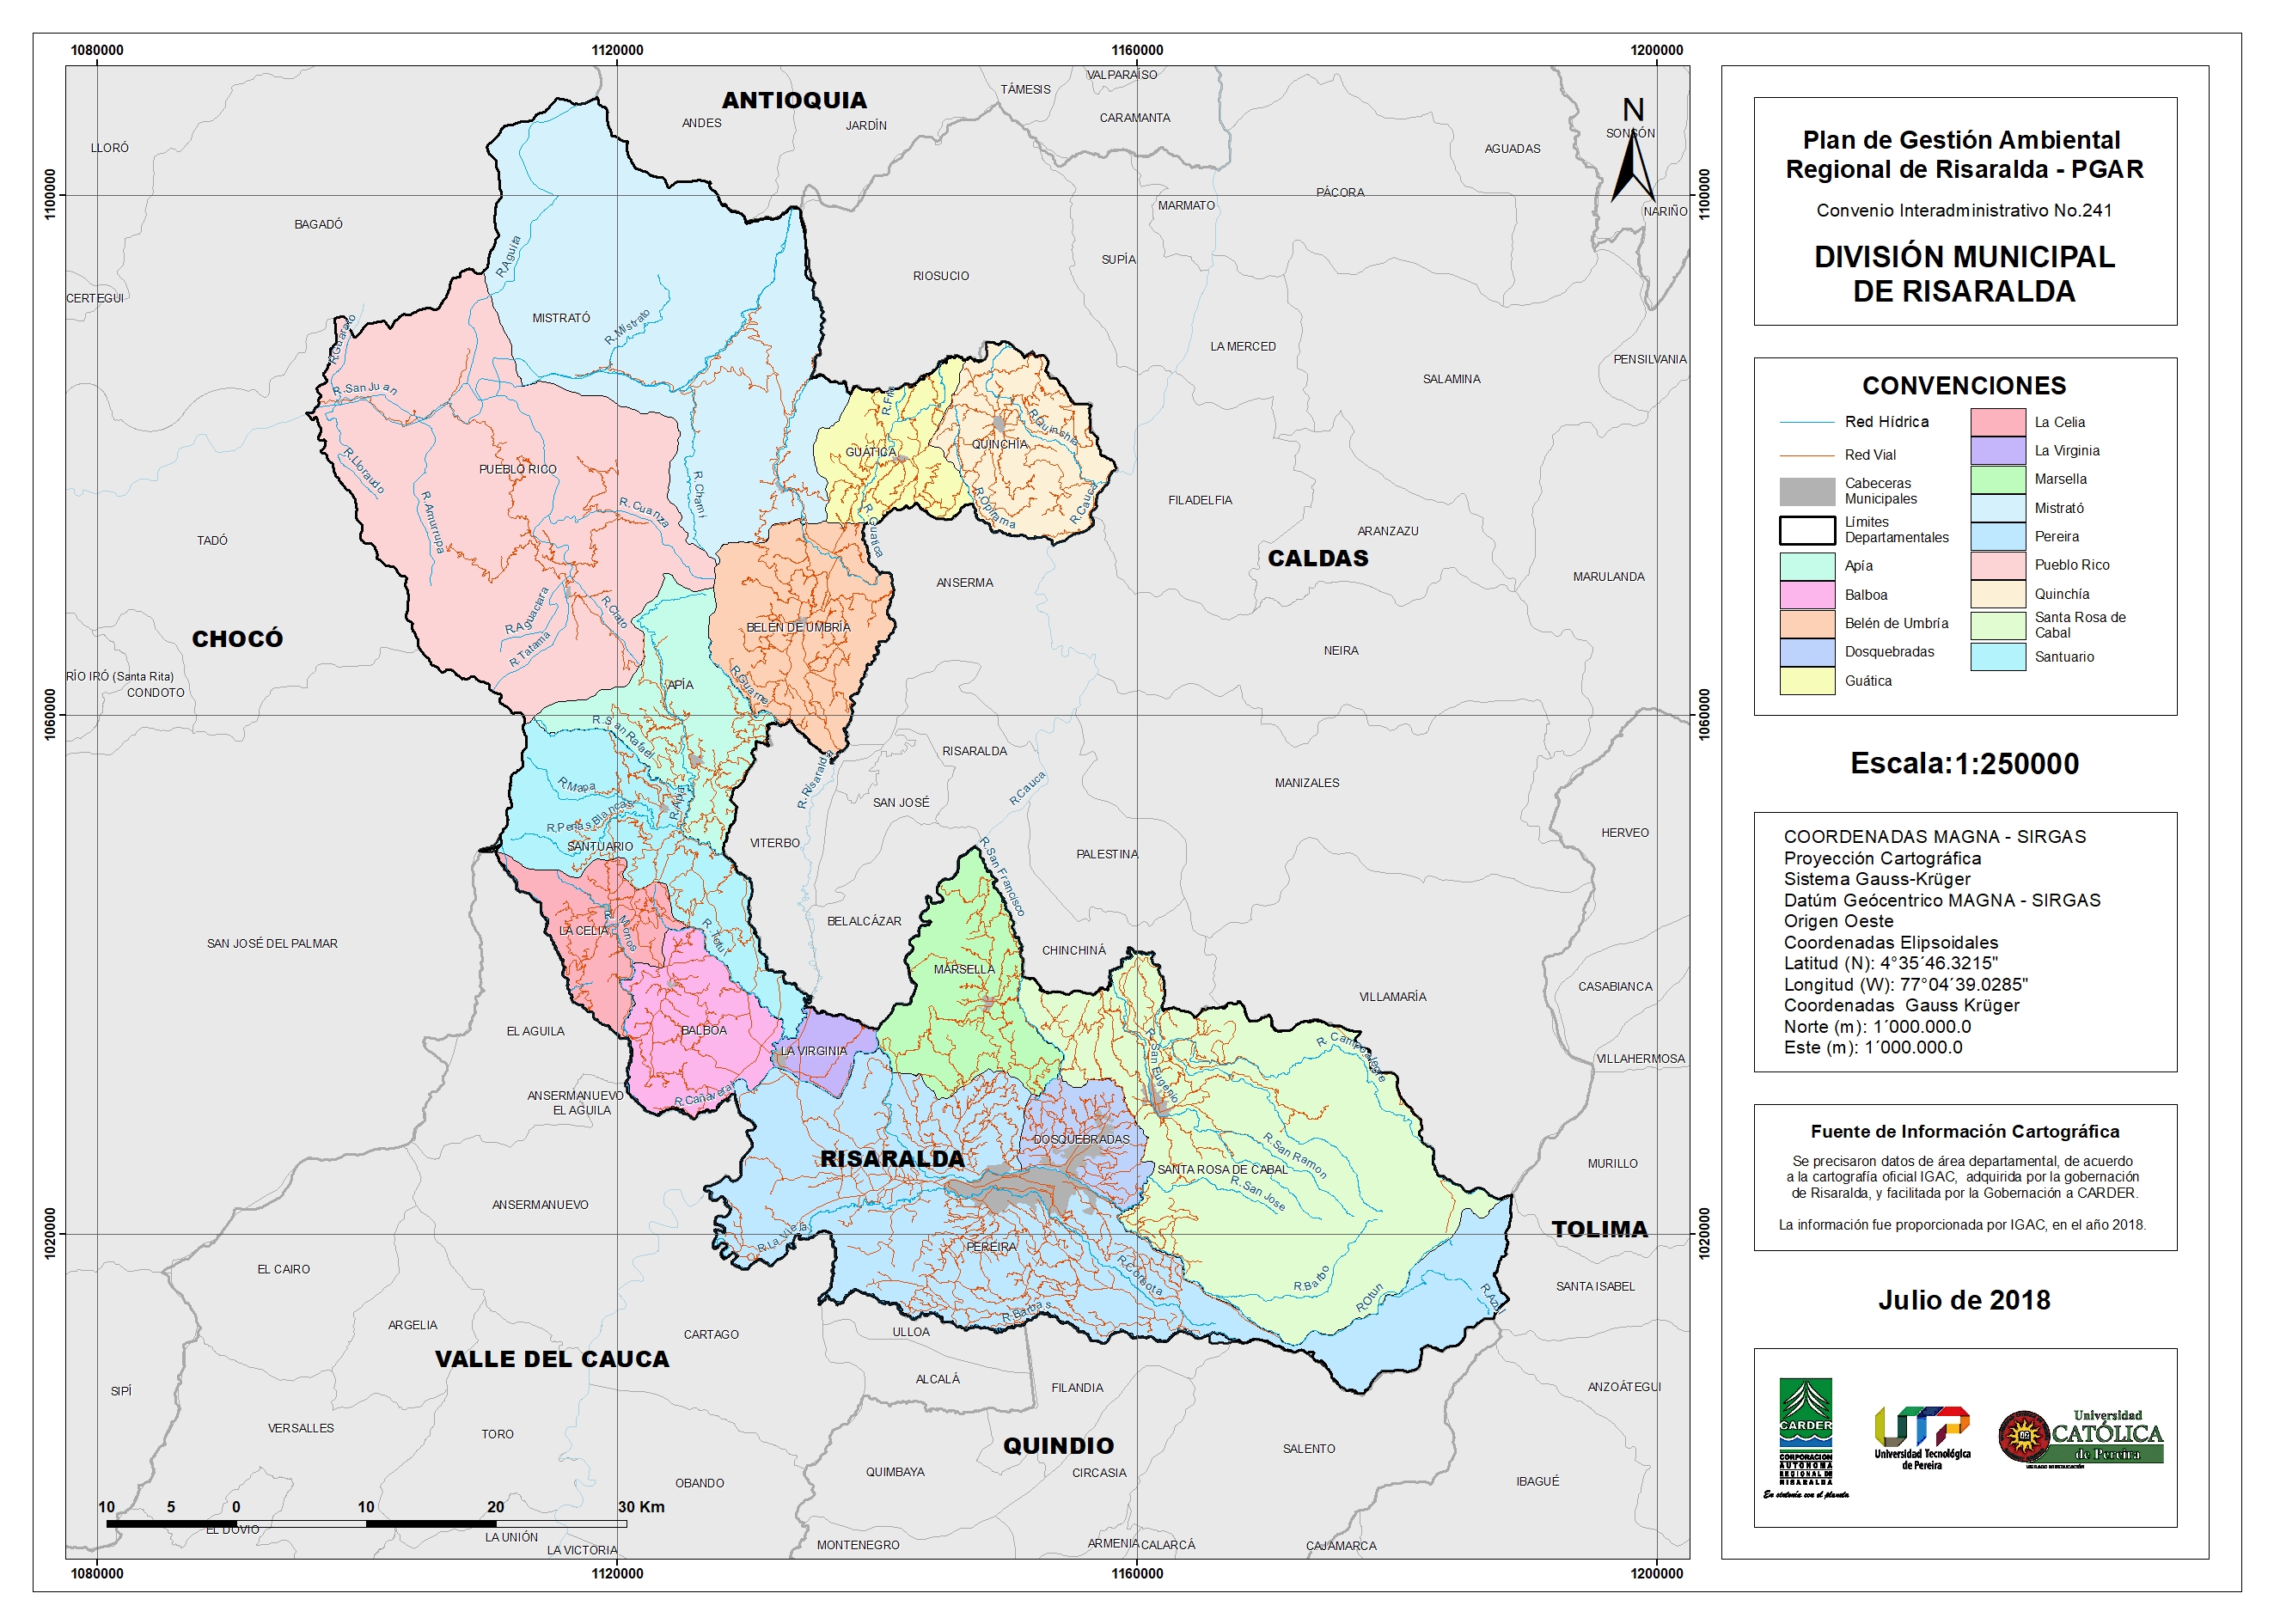 1080000
1120000
1160000
1200000
1100000
1060000
1020000
1100000
1060000
1020000
1080000
1120000
1160000
1200000
ANTIOQUIA
VALPARAÍSO
TÁMESIS
ANDES
JARDÍN
CARAMANTA
N
SONSÓN
AGUADAS
LLORÓ
PÁCORA
MARMATO
NARIÑO
BAGADÓ
R.Aguita
SUPÍA
RIOSUCIO
CERTEGUI
MISTRATÓ
R.Mistrato
R.Guarato
LA MERCED
PENSILVANIA
SALAMINA
R.San Juan
GUÁTICA
QUINCHÍA
R.Quinchia
PUEBLO RICO
R.Lloraudo
R.Amurrupa
R.Chami
R.Cuanza
R.Guatica
R.Opirama
R.Cauca
FILADELFIA
ARANZAZU
TADÓ
CALDAS
ANSERMA
MARULANDA
CHOCÓ
R.Aguaclara
R.Tatama
R.Chato
BELÉN DE UMBRÍA
NEIRA
RÍO IRÓ (Santa Rita)
CONDOTO
APÍA
R.Guarne
R.San Rafael
RISARALDA
R.Mapa
R.Apia
R.Risaralda
SAN JOSÉ
R.Cauca
MANIZALES
R.Peñas Blancas
SANTUARIO
VITERBO
R.San Francisco
PALESTINA
HERVEO
BELALCÁZAR
LA CELIA
R. Monos
R. Totui
SAN JOSÉ DEL PALMAR
CHINCHINÁ
MARSELLA
VILLAMARÍA
CASABIANCA
EL AGUILA
BALBOA
LA VIRGINIA
R. Campoalegre
R. San Eugenio
VILLAHERMOSA
ANSERMANUEVO
EL AGUILA
R.Cañaveral
DOSQUEBRADAS
RISARALDA
SANTA ROSA DE CABAL
R.San Ramon
R. San Jose
MURILLO
ANSERMANUEVO
TOLIMA
R.La Vieja
PEREIRA
R.Consota
R.Barbo
R.Otun
R.Azul
SANTA ISABEL
EL CAIRO
R.Barbas
ARGELIA
CARTAGO
ULLOA
VALLE DEL CAUCA
ALCALÁ
FILANDIA
SIPÍ
ANZOÁTEGUI
VERSALLES
TORO
QUINDIO
SALENTO
QUIMBAYA
CIRCASIA
OBANDO
IBAGUÉ
10 5 0 10 20 30 Km
EL DOVIO
LA UNIÓN
LA VICTORIA
MONTENEGRO
ARMENIA
CALARCÁ
CAJAMARCA
Plan de Gestión Ambiental
Regional de Risaralda - PGAR
Convenio Interadministrativo No.241
DIVISIÓN MUNICIPAL
DE RISARALDA
CONVENCIONES
Red Hídrica
Red Vial
Cabeceras
Municipales
Límites
Departamentales
Apía
Balboa
Belén de Umbría
Dosquebradas
Guática
La Celia
La Virginia
Marsella
Mistrató
Pereira
Pueblo Rico
Quinchía
Santa Rosa de
Cabal
Santuario
Escala:1:250000
COORDENADAS MAGNA - SIRGAS
Proyección Cartográfica
Sistema Gauss-Krüger
Datúm Geócentrico MAGNA - SIRGAS
Origen Oeste
Coordenadas Elipsoidales
Latitud (N): 4°35´46.3215"
Longitud (W): 77°04´39.0285"
Coordenadas Gauss Krüger
Norte (m): 1´000.000.0
Este (m): 1´000.000.0
Fuente de Información Cartográfica
Se precisaron datos de área departamental, de acuerdo
a la cartografía oficial IGAC, adquirida por la gobernación
de Risaralda, y facilitada por la Gobernación a CARDER.
La información fue proporcionada por IGAC, en el año 2018.
Julio de 2018
CARDER
CORPORACION
AUTONOMA
REGIONAL DE
RISARALDA
En sintonía con el planeta
UTP
Universidad Tecnológica
de Pereira
Universidad
CATÓLICA
de Pereira